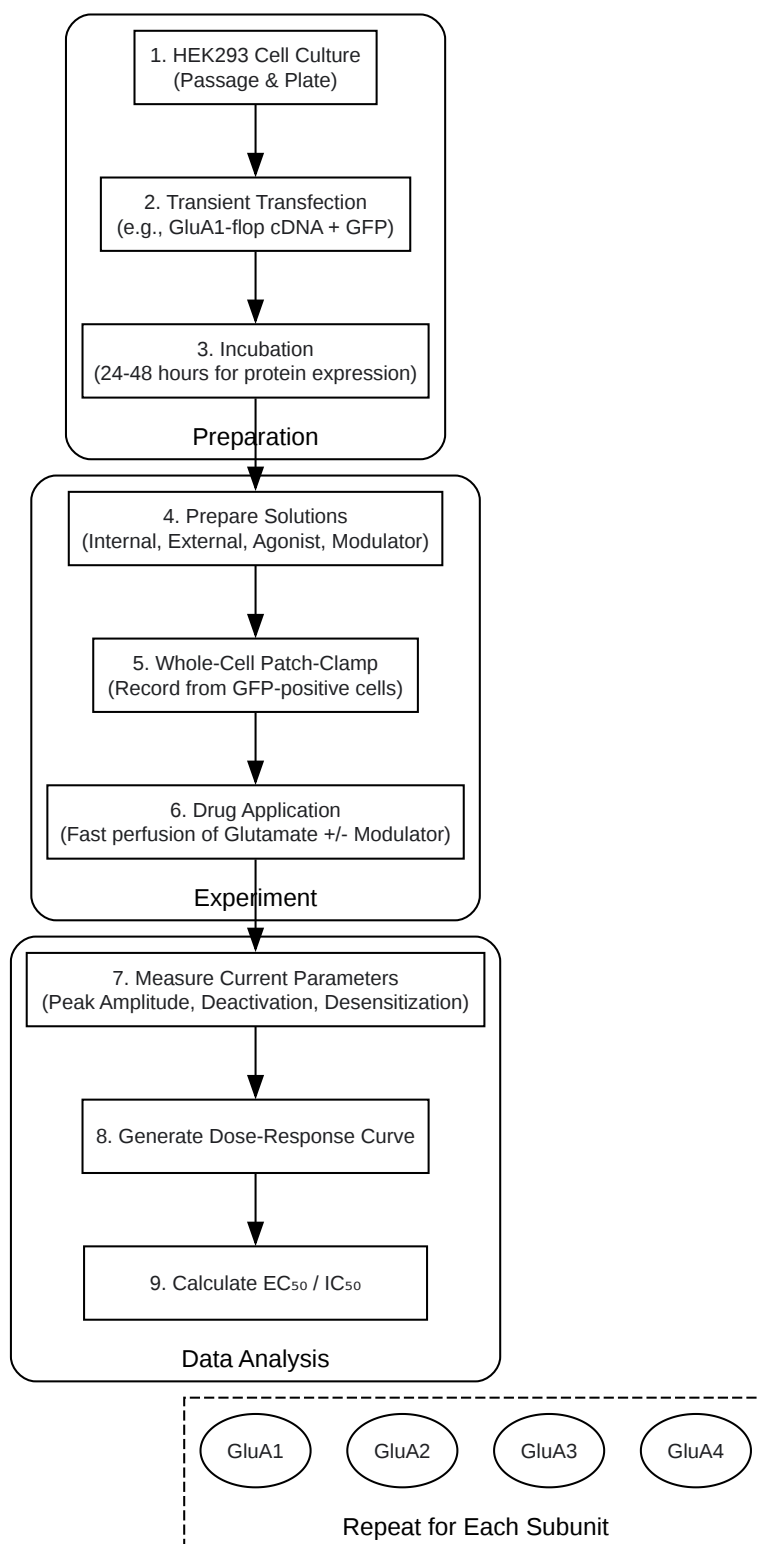 1. HEK293 Cell Culture
(Passage & Plate)
2. Transient Transfection
(e.g., GluA1-flop cDNA + GFP)
3. Incubation
(24-48 hours for protein expression)
Preparation
4. Prepare Solutions
(Internal, External, Agonist, Modulator)
5. Whole-Cell Patch-Clamp
(Record from GFP-positive cells)
6. Drug Application
(Fast perfusion of Glutamate +/- Modulator)
Experiment
7. Measure Current Parameters
(Peak Amplitude, Deactivation, Desensitization)
8. Generate Dose-Response Curve
9. Calculate EC₅₀ / IC₅₀
Data Analysis
GluA1 GluA2 GluA3 GluA4
Repeat for Each Subunit